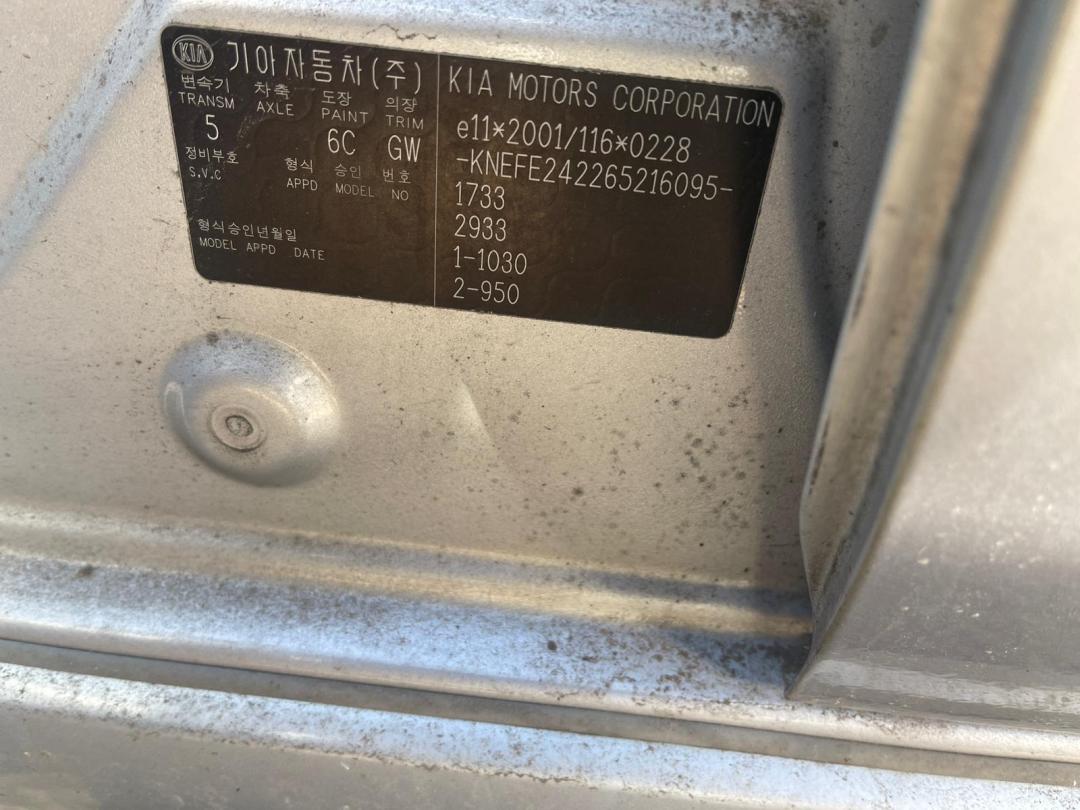 KIA 기아자동차(주)
변속기 차축 도장 의장
TRANSM AXLE PAINT TRIM
5 6C GW
정비부호 형식 승인 번호
S.V.C APPD MODEL NO
형식승인년월일
MODEL APPD DATE
KIA MOTORS CORPORATION
e11*2001/116*0228
-KNEFE242265216095-
1733
2933
1-1030
2-950